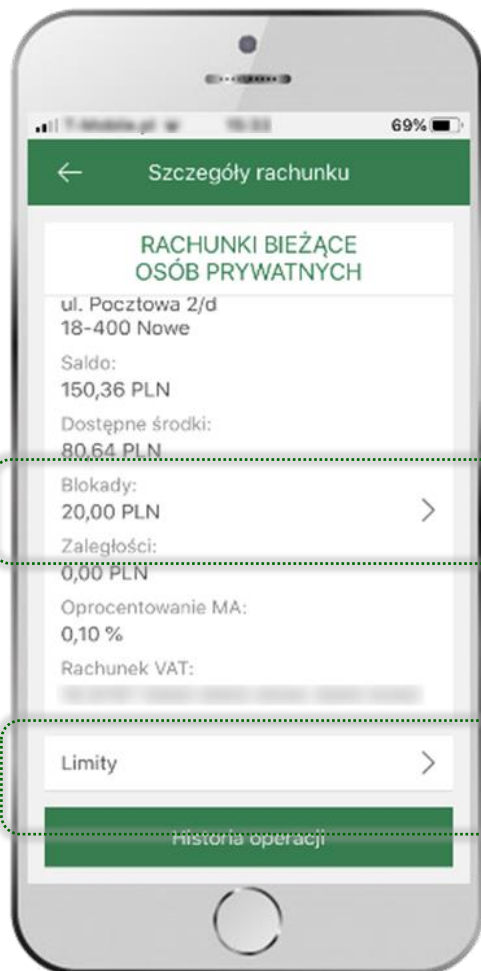 69%
Szczegóły rachunku
RACHUNKI BIEŻĄCE
OSÓB PRYWATNYCH
ul. Pocztowa 2/d
18-400 Nowe
Saldo:
150,36 PLN
Dostępne środki:
80,64 PLN
Blokady:
20,00 PLN
Zaległości:
0,00 PLN
Oprocentowanie MA:
0,10 %
Rachunek VAT:
Limity
Historia operacji